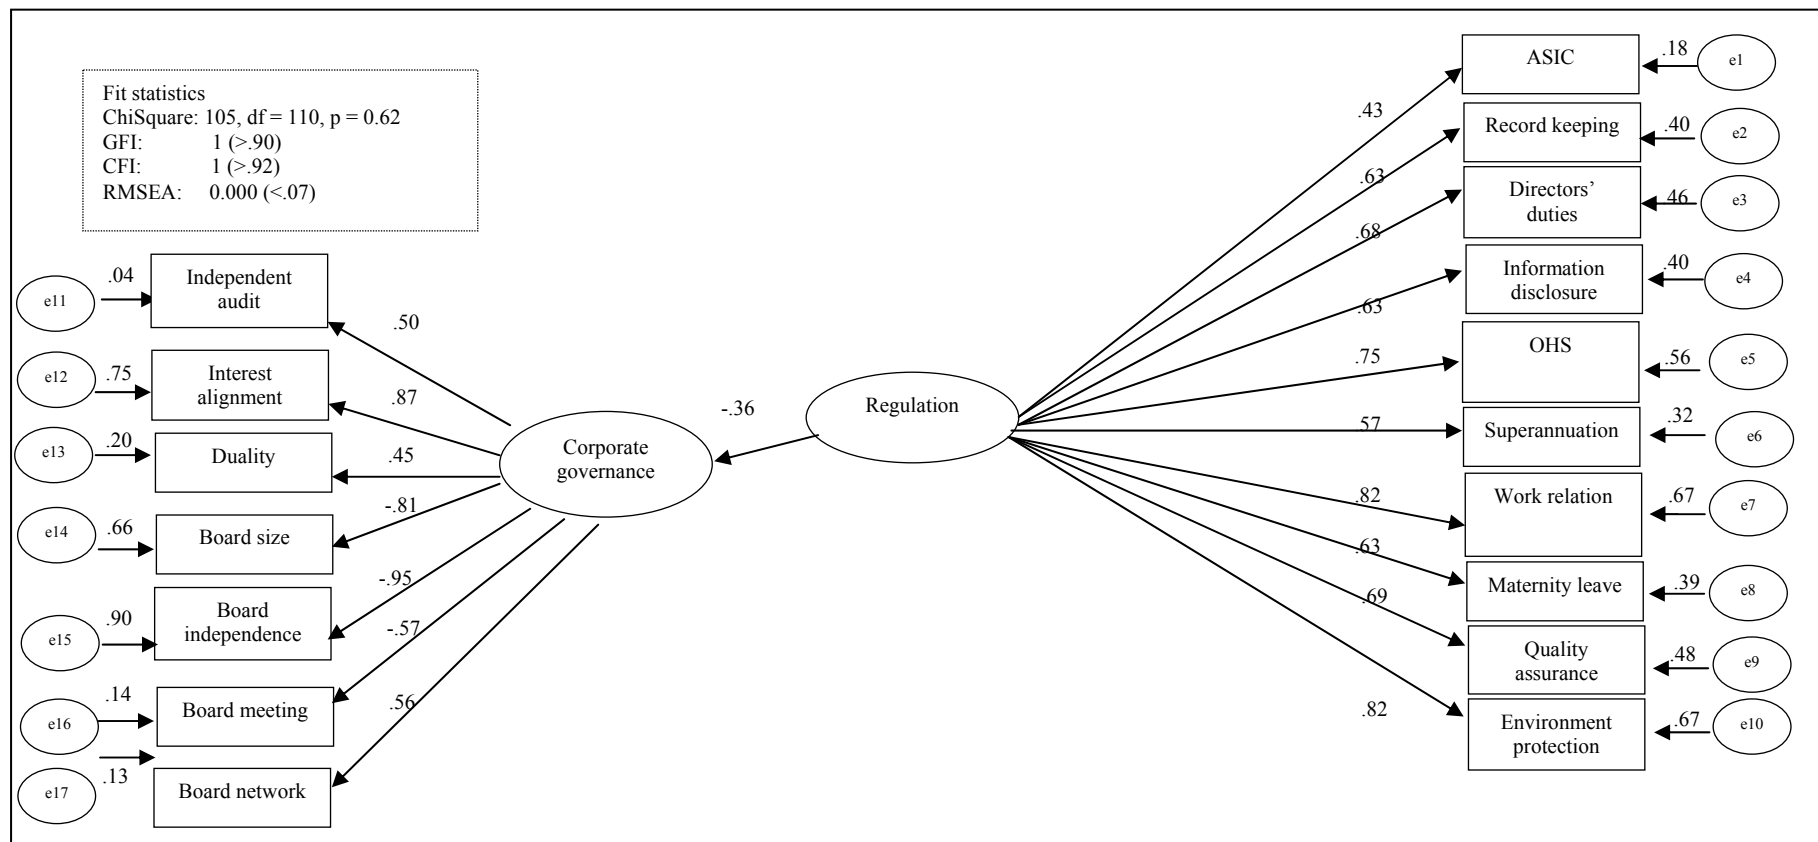 Fit statistics
ChiSquare: 105, df = 110, p = 0.62
GFI: 1 (>.90)
CFI: 1 (>.92)
RMSEA: 0.000 (<.07)
e11
.04
Independent
audit
.50
e12
.75
Interest
alignment
.87
e13
.20
Duality
.45
e14
.66
Board size
-.81
e15
.90
Board
independence
-.95
e16
.14
Board meeting
-.57
e17
.13
Board network
.56
Corporate
governance
-.36
Regulation
.43
ASIC
.18
e1
.63
Record keeping
.40
e2
.68
Directors’
duties
.46
e3
.63
Information
disclosure
.40
e4
.75
OHS
.56
e5
.57
Superannuation
.32
e6
.82
Work relation
.67
e7
.63
Maternity leave
.39
e8
.69
Quality
assurance
.48
e9
.82
Environment
protection
.67
e10